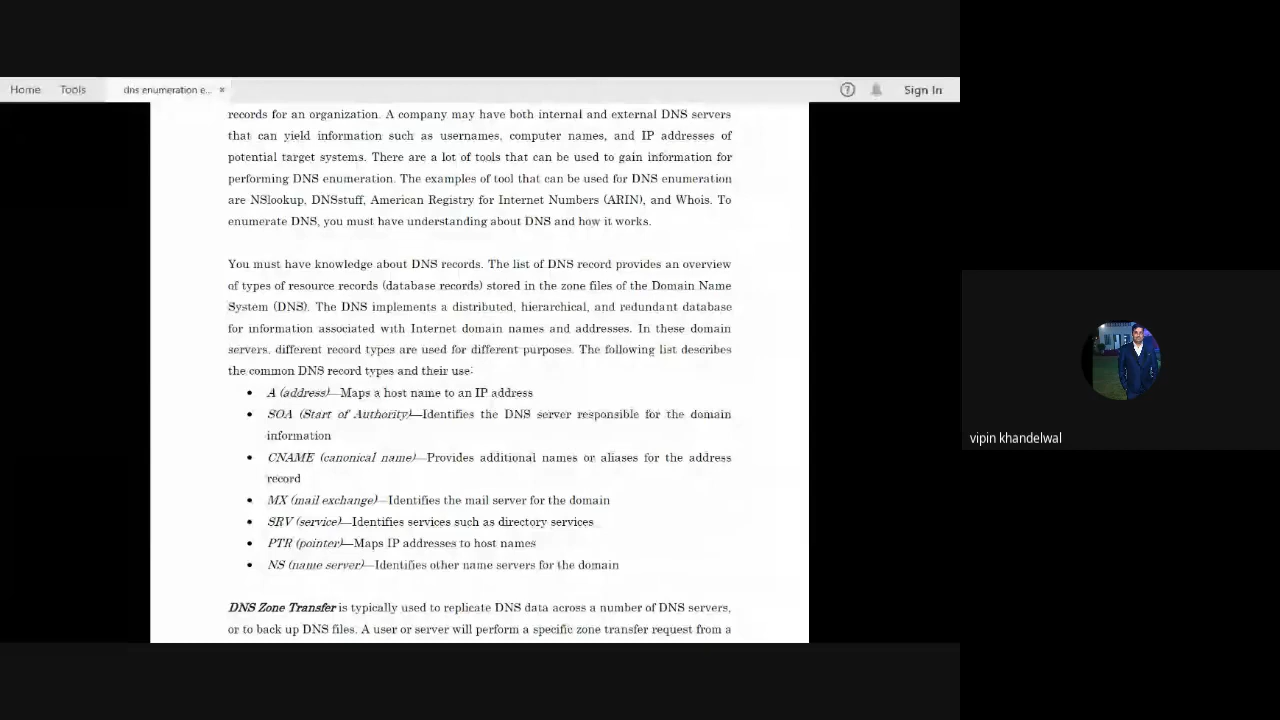 Home Tools dns enumeration e... × ? Sign In
records for an organization. A company may have both internal and external DNS servers
that can yield information such as usernames, computer names, and IP addresses of
potential target systems. There are a lot of tools that can be used to gain information for
performing DNS enumeration. The examples of tool that can be used for DNS enumeration
are NSlookup, DNSstuff, American Registry for Internet Numbers (ARIN), and Whois. To
enumerate DNS, you must have understanding about DNS and how it works.
You must have knowledge about DNS records. The list of DNS record provides an overview
of types of resource records (database records) stored in the zone files of the Domain Name
System (DNS). The DNS implements a distributed, hierarchical, and redundant database
for information associated with Internet domain names and addresses. In these domain
servers, different record types are used for different purposes. The following list describes
the common DNS record types and their use:
• A (address)—Maps a host name to an IP address
• SOA (Start of Authority)—Identifies the DNS server responsible for the domain
information
• CNAME (canonical name)—Provides additional names or aliases for the address
record
• MX (mail exchange)—Identifies the mail server for the domain
• SRV (service)—Identifies services such as directory services
• PTR (pointer)—Maps IP addresses to host names
• NS (name server)—Identifies other name servers for the domain
DNS Zone Transfer is typically used to replicate DNS data across a number of DNS servers,
or to back up DNS files. A user or server will perform a specific zone transfer request from a
vipin khandelwal